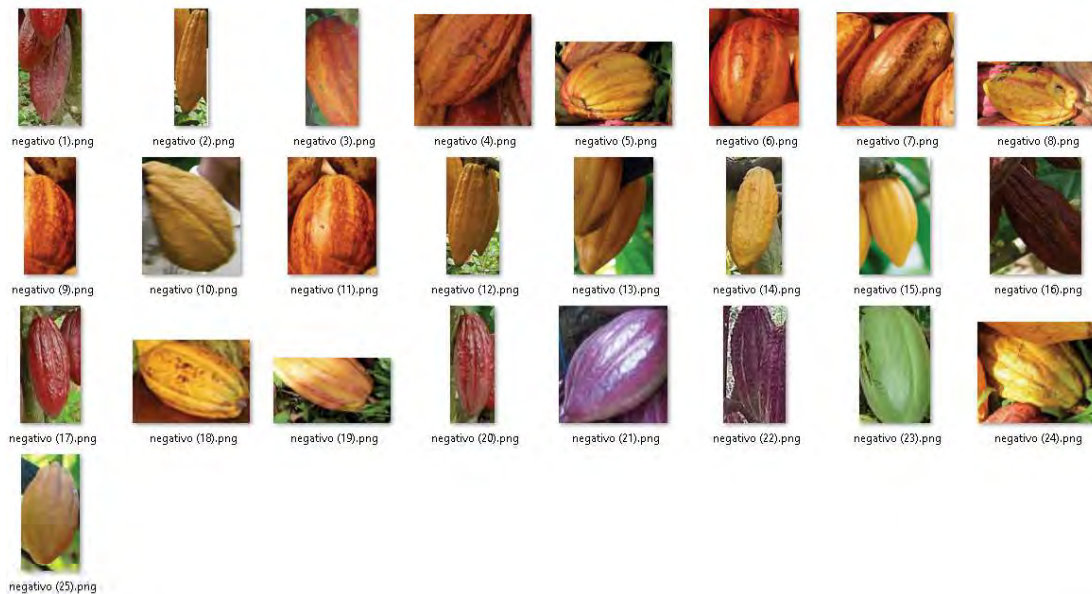 negativo (1).png negativo (2).png negativo (3).png negativo (4).png negativo (5).png negativo (6).png negativo (7).png negativo (8).png
negativo (9).png negativo (10).png negativo (11).png negativo (12).png negativo (13).png negativo (14).png negativo (15).png negativo (16).png
negativo (17).png negativo (18).png negativo (19).png negativo (20).png negativo (21).png negativo (22).png negativo (23).png negativo (24).png
negativo (25).png